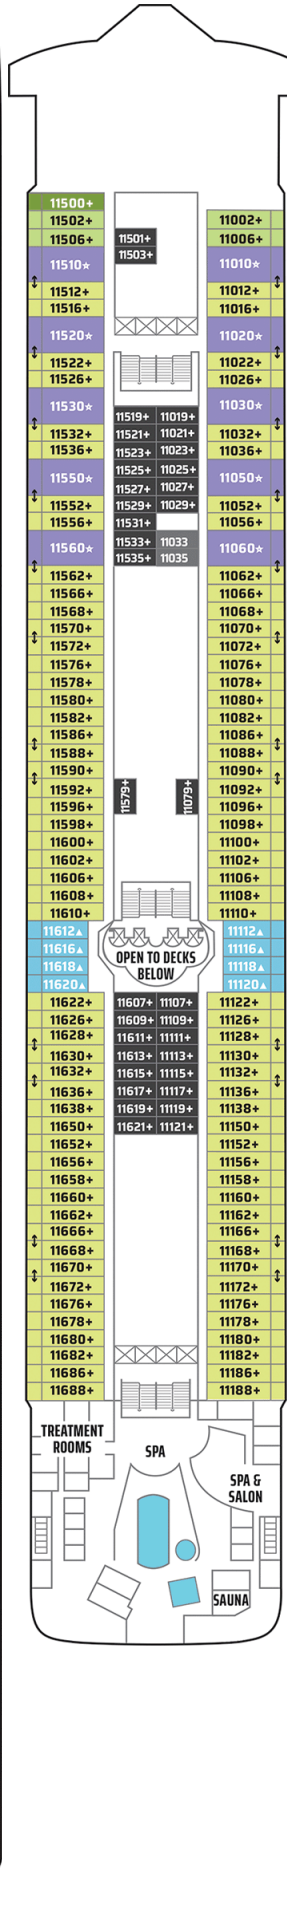 11500+
11502+ 11002+
11506+ 11501+ 11006+
11503+
11510☆ 11010☆
11512+ 11012+
11516+ 11016+
11520☆ 11020☆
11522+ 11022+
11526+ 11026+
11530☆ 11030☆
11519+ 11019+
11532+ 11521+ 11021+ 11032+
11536+ 11523+ 11023+ 11036+
11550☆ 11525+ 11025+ 11050☆
11527+ 11027+
11552+ 11529+ 11029+ 11052+
11556+ 11531+ 11056+
11560☆ 11533+ 11033 11060☆
11535+ 11035
11562+ 11062+
11566+ 11066+
11568+ 11068+
11570+ 11070+
11572+ 11072+
11576+ 11076+
11578+ 11078+
11580+ 11080+
11582+ 11082+
11586+ 11086+
11588+ 11088+
11590+ 11090+
11592+ 11579+ 11079+ 11092+
11596+ 11096+
11598+ 11098+
11600+ 11100+
11602+ 11102+
11606+ 11106+
11608+ 11108+
11610+ 11110+
11612▲ 11112▲
11616▲ 11116▲
11618▲ 11118▲
11620▲ 11120▲
OPEN TO DECKS
BELOW
11622+ 11607+ 11107+ 11122+
11626+ 11609+ 11109+ 11126+
11628+ 11611+ 11111+ 11128+
11630+ 11613+ 11113+ 11130+
11632+ 11615+ 11115+ 11132+
11636+ 11617+ 11117+ 11136+
11638+ 11619+ 11119+ 11138+
11650+ 11621+ 11121+ 11150+
11652+ 11152+
11656+ 11156+
11658+ 11158+
11660+ 11160+
11662+ 11162+
11666+ 11166+
11668+ 11168+
11670+ 11170+
11672+ 11172+
11676+ 11176+
11678+ 11178+
11680+ 11180+
11682+ 11182+
11686+ 11186+
11688+ 11188+
TREATMENT
ROOMS
SPA
SPA &
SALON
SAUNA